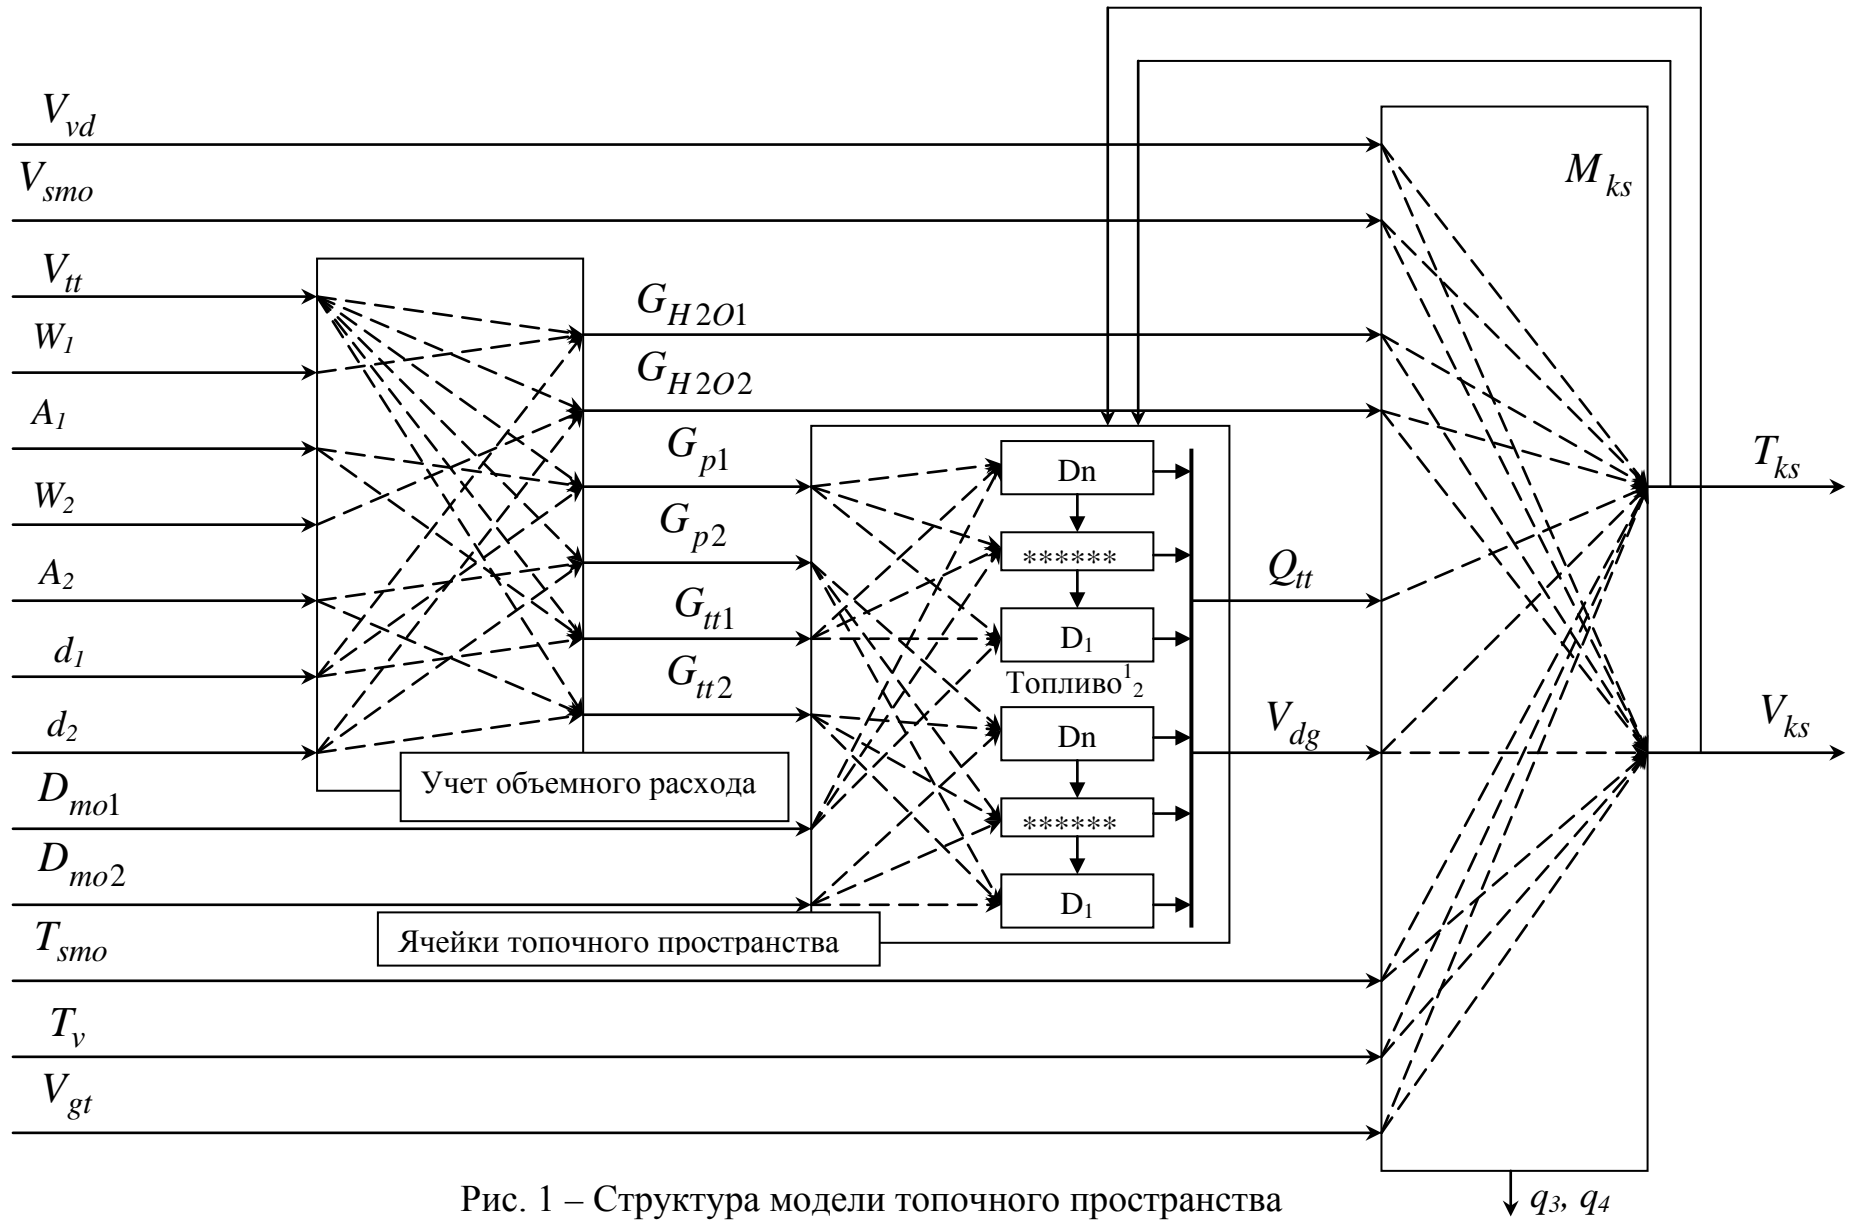 V_vd
V_smo
M_ks
V_tt
W_1
G_H2O1
A_1
G_H2O2
W_2
G_p1
T_ks
Dn
G_p2
******
A_2
G_tt1
Q_tt
D_1
d_1
G_tt2
Топливо^1_2
d_2
V_dg
V_ks
Dn
Учет объемного расхода
D_mo1
******
D_mo2
D_1
T_smo
Ячейки топочного пространства
T_v
V_gt
Рис. 1 – Структура модели топочного пространства
q_3, q_4